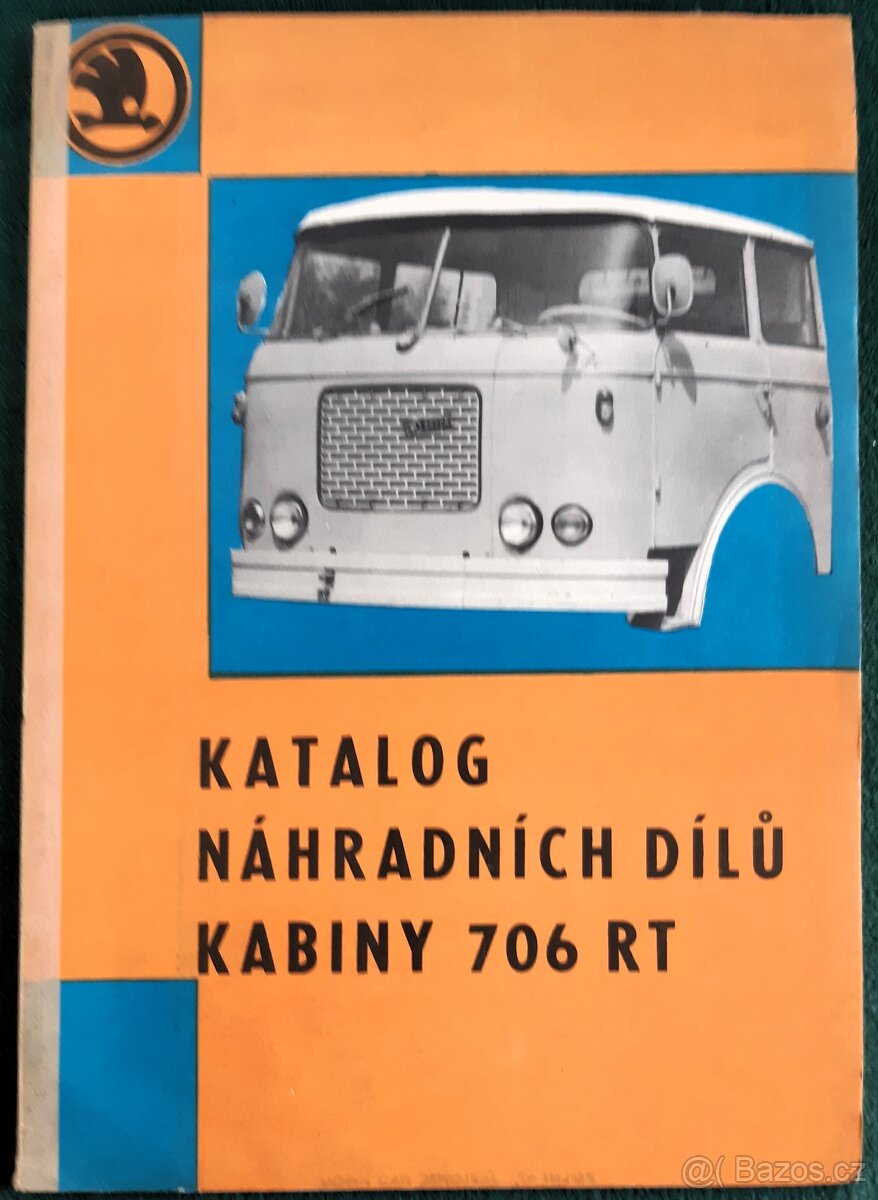 KATALOG
NÁHRADNÍCH DÍLŮ
KABINY 706 RT
@( Bazos.cz